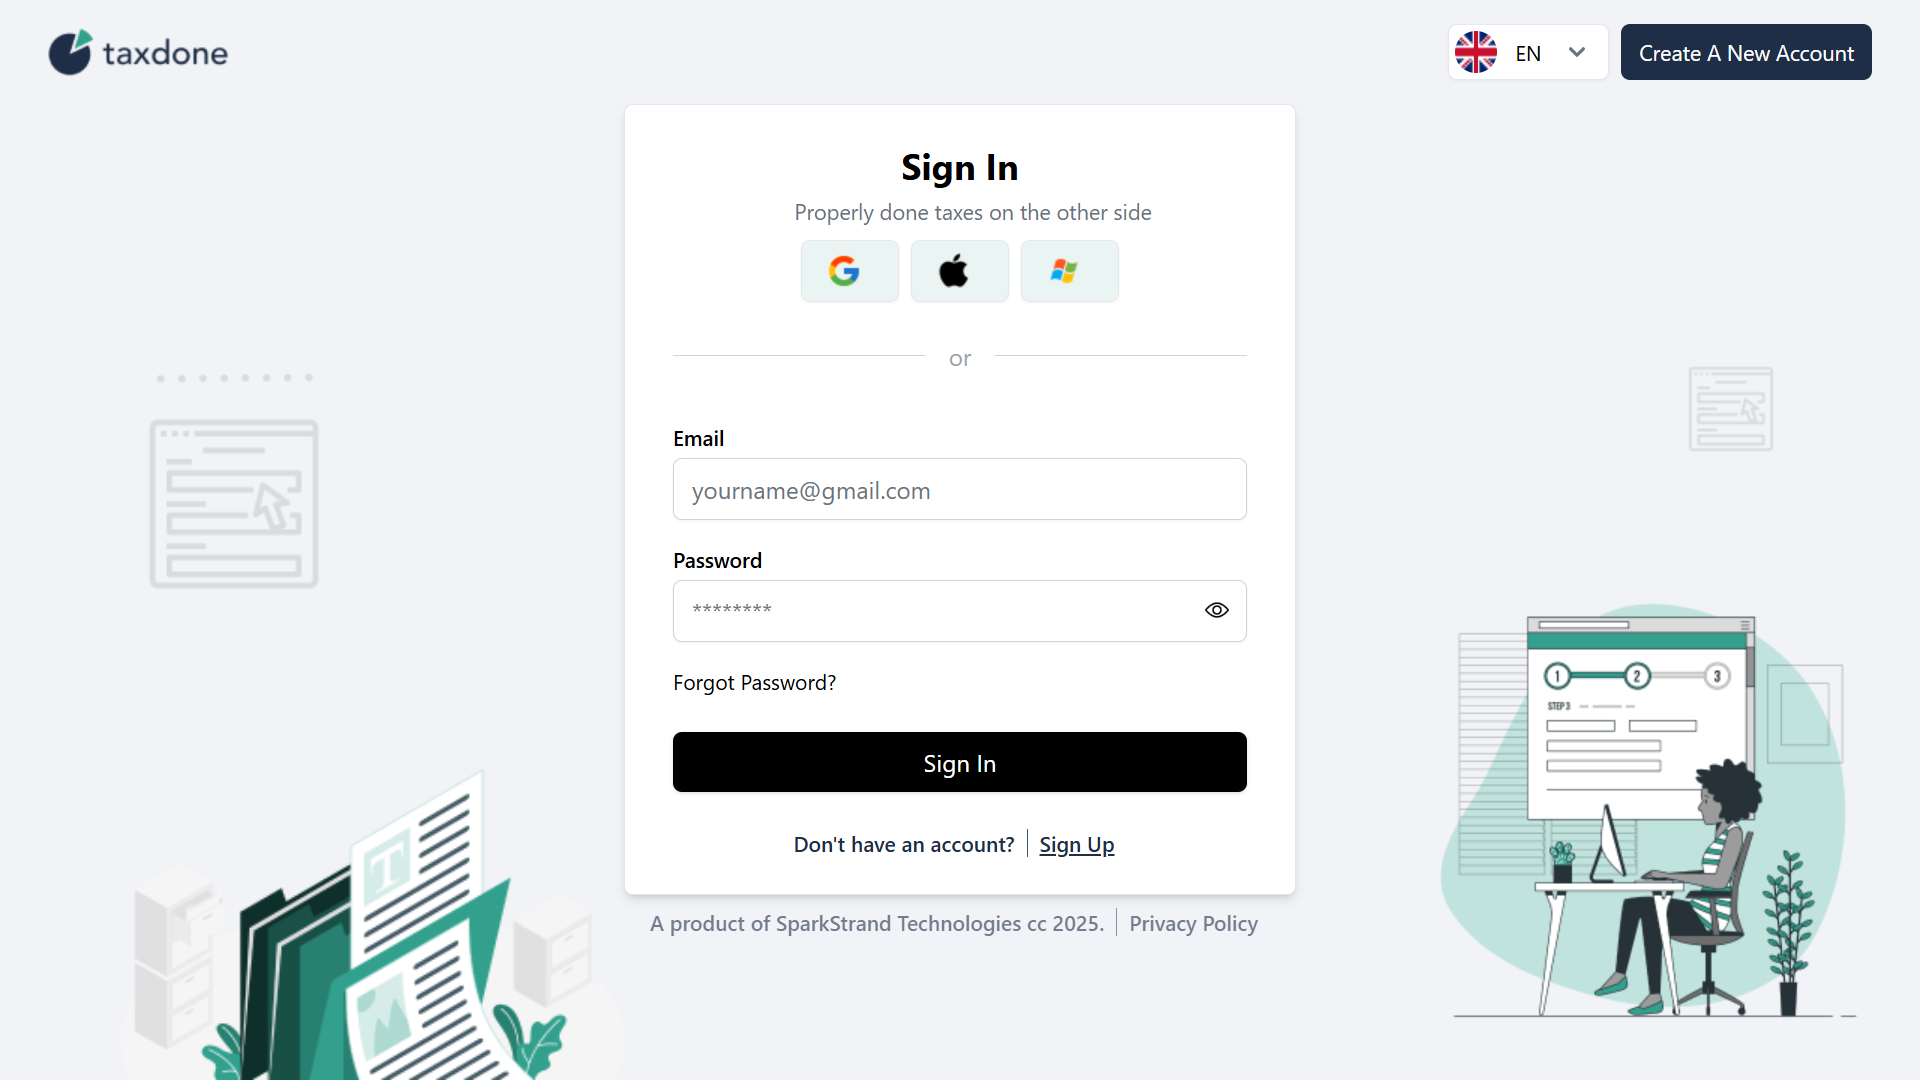 taxdone
EN
Create A New Account
Sign In
Properly done taxes on the other side
or
Email
yourname@gmail.com
Password
********
Forgot Password?
Sign In
Don't have an account? Sign Up
A product of SparkStrand Technologies cc 2025. Privacy Policy
1 2 3
STEP 3
T